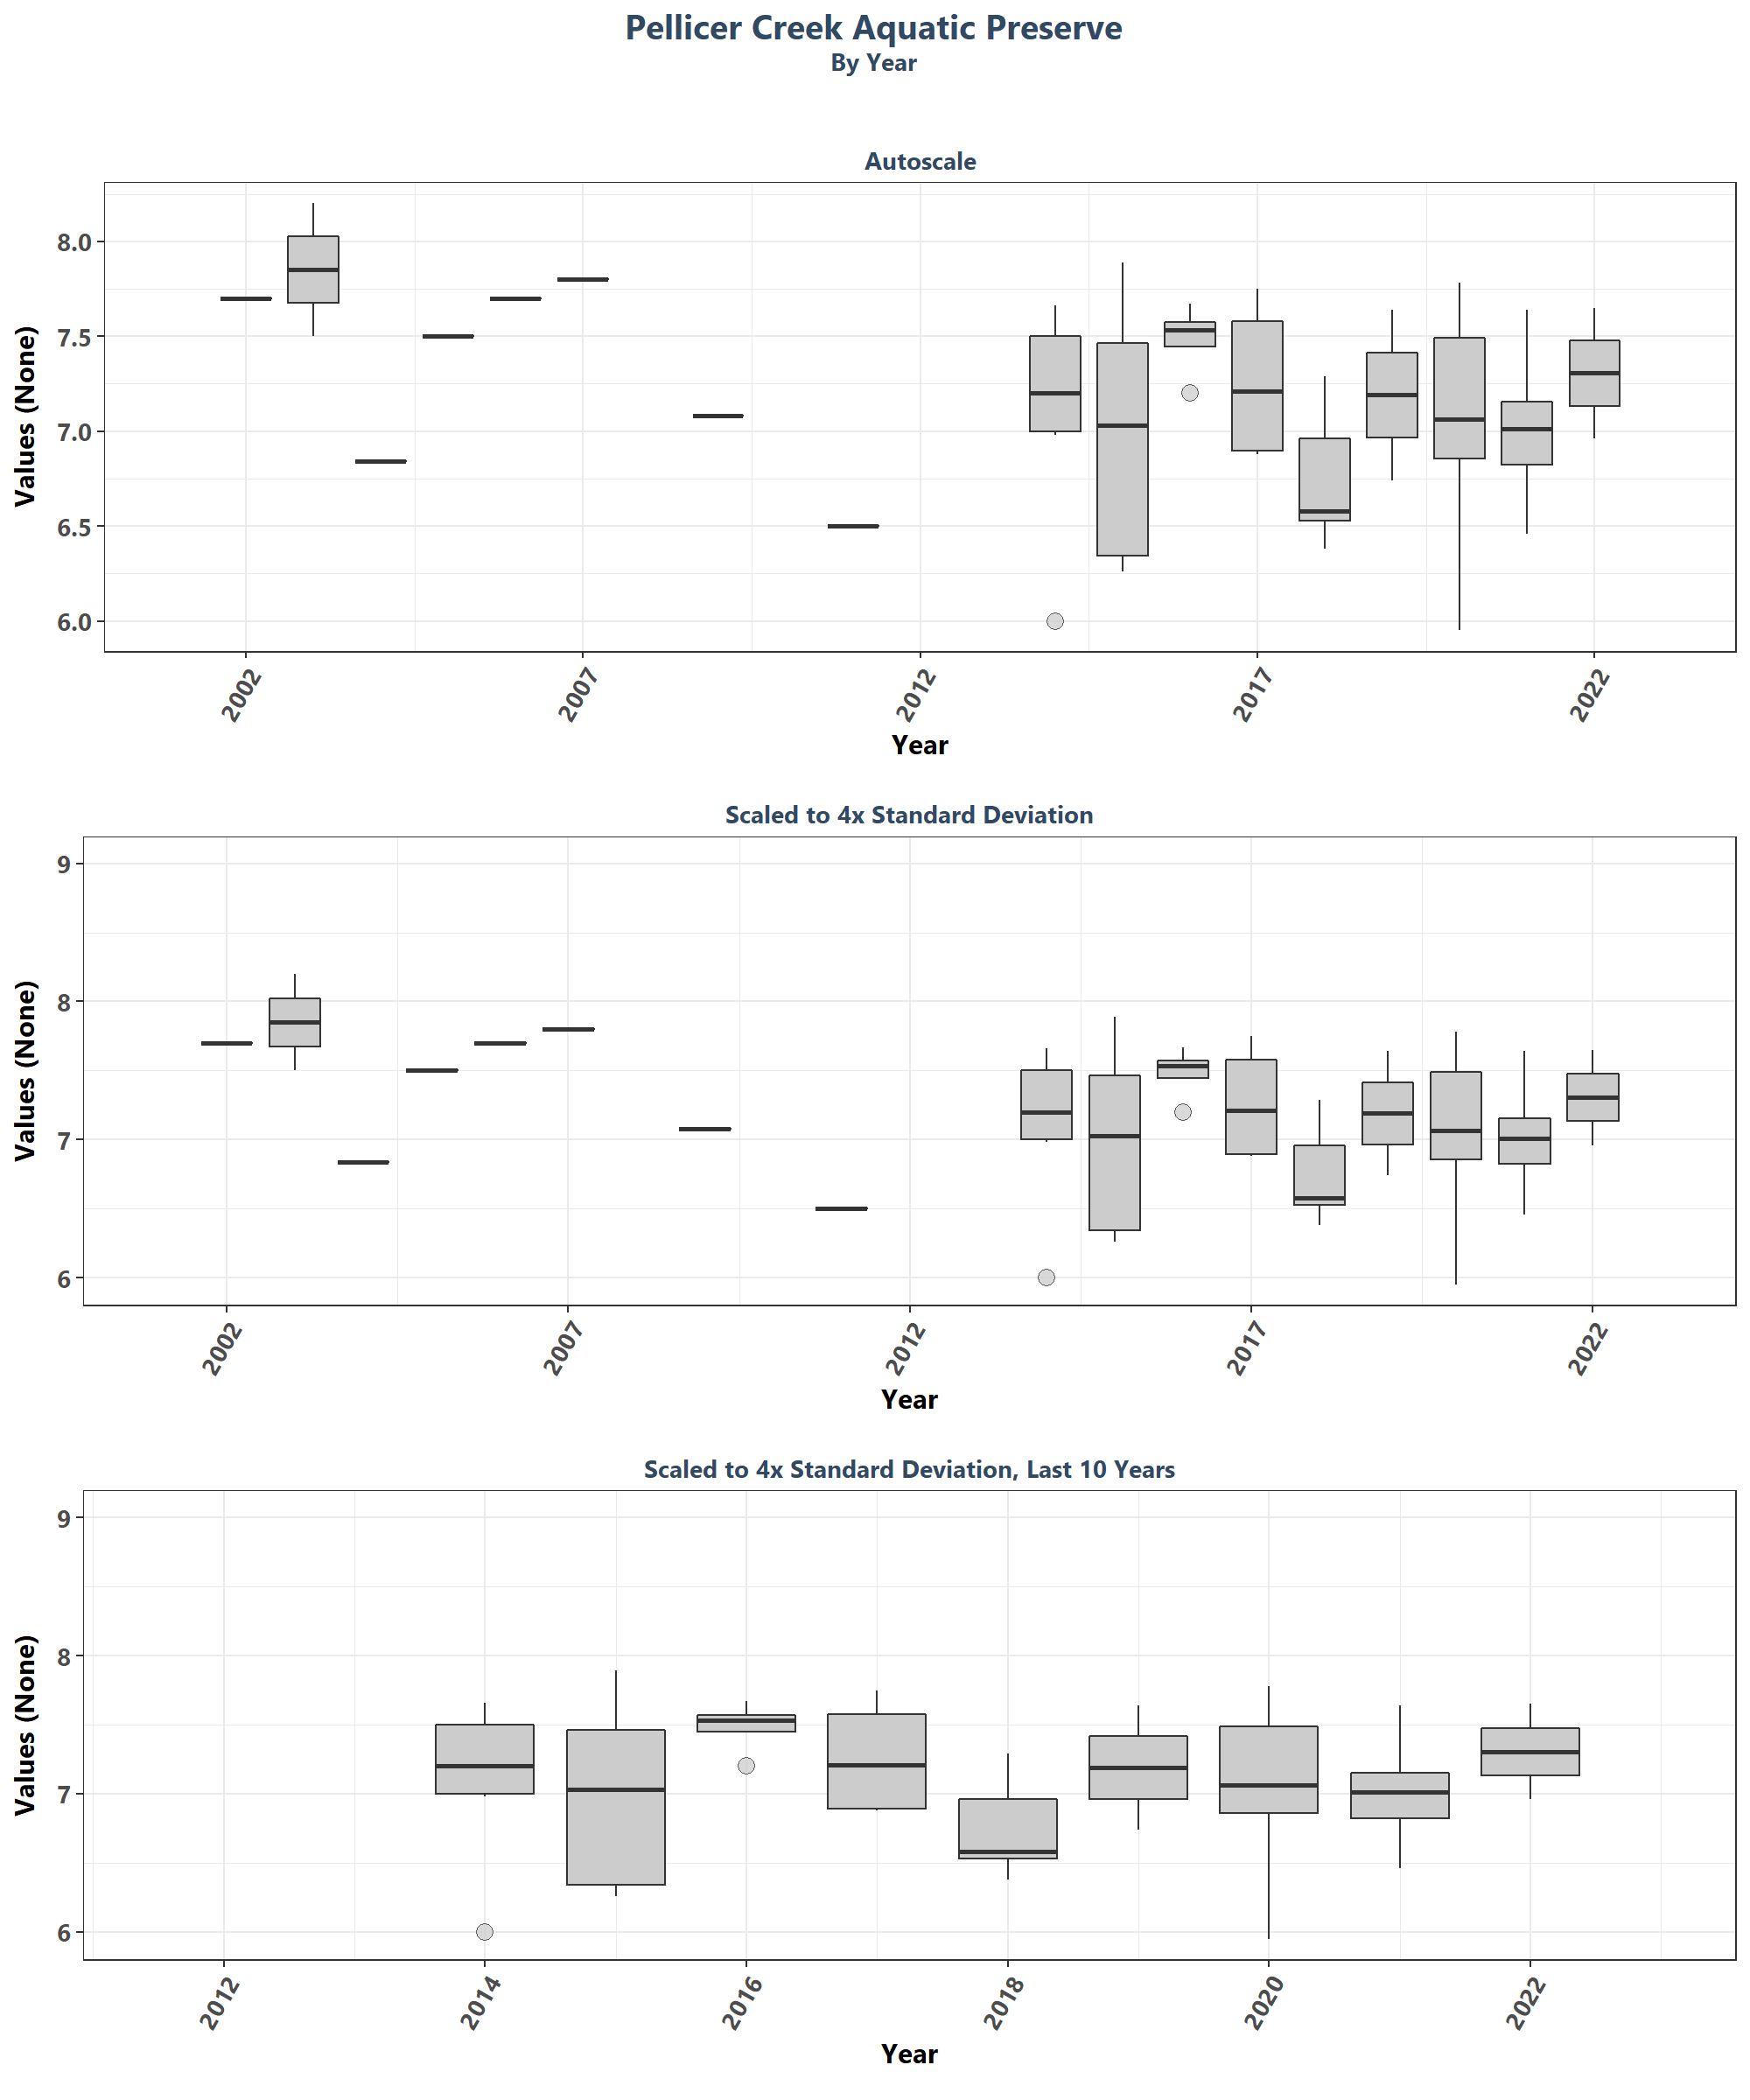 Pellicer Creek Aquatic Preserve
By Year
Autoscale
Values (None)
8.0
7.5
7.0
6.5
6.0
2002
2007
2012
2017
2022
Year
Scaled to 4x Standard Deviation
Values (None)
9
8
7
6
2002
2007
2012
2017
2022
Year
Scaled to 4x Standard Deviation, Last 10 Years
Values (None)
9
8
7
6
2012
2014
2016
2018
2020
2022
Year